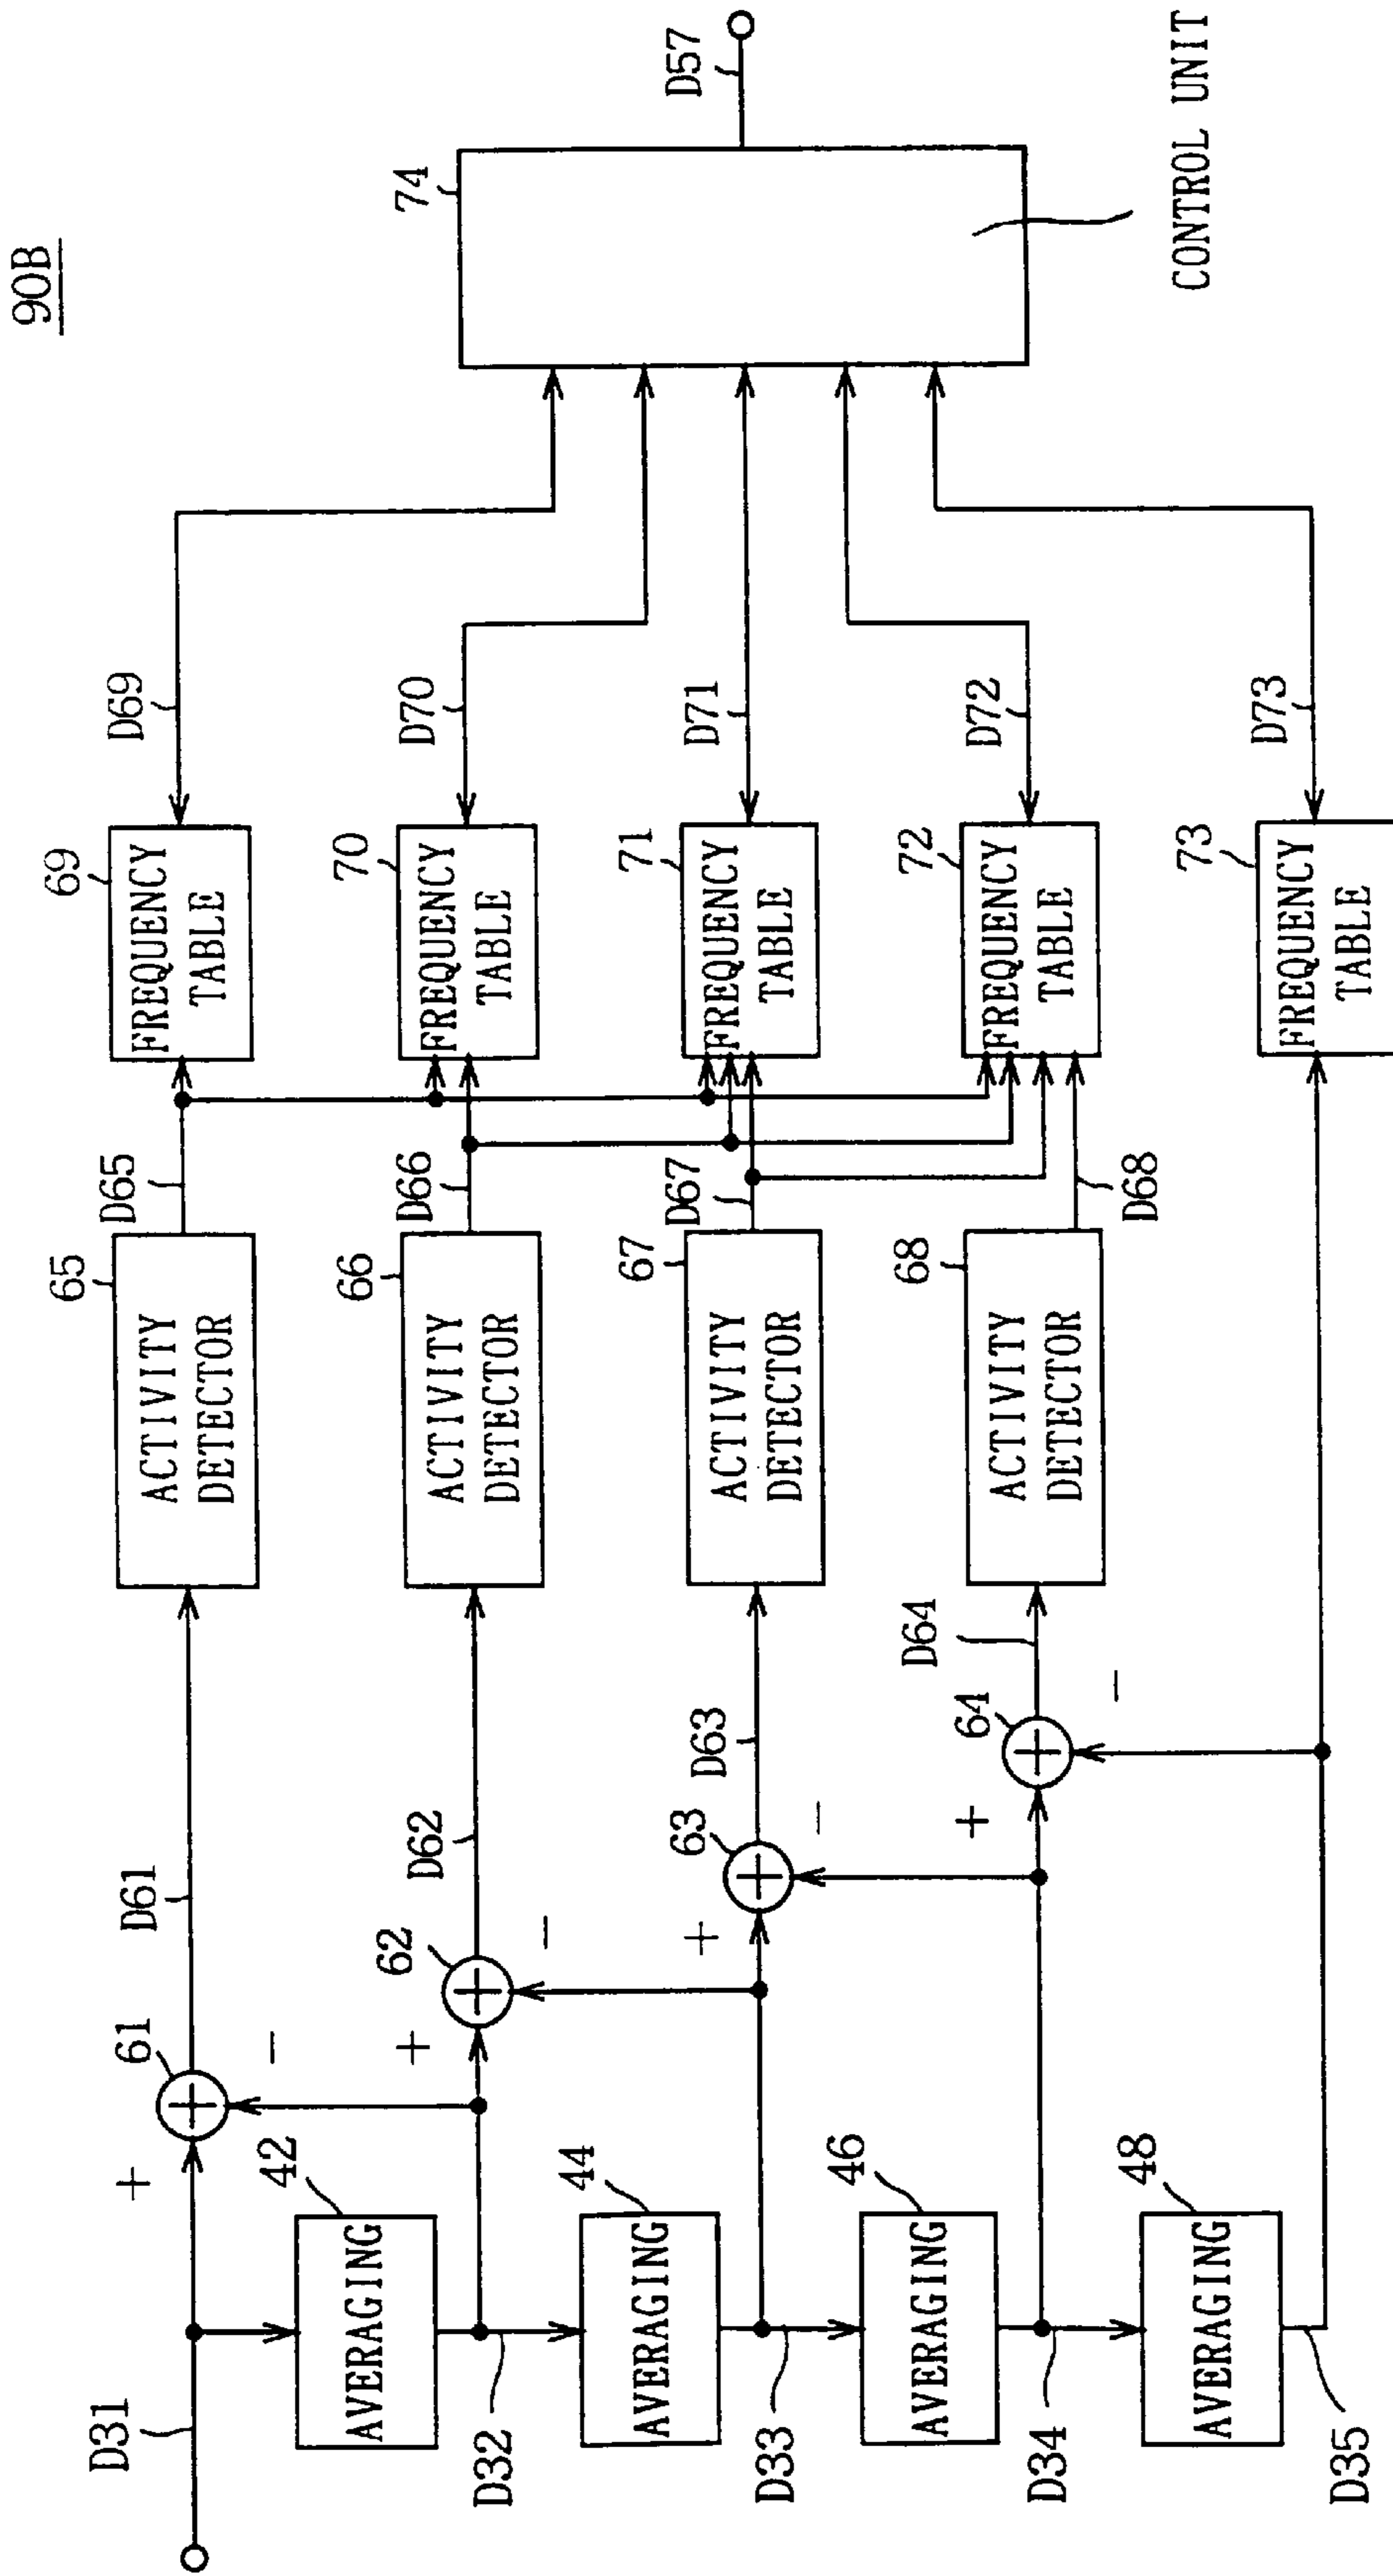 90B
D31
+
61
-
D61
ACTIVITY
DETECTOR
65
D65
FREQUENCY
TABLE
69
D69
AVERAGING
42
D32
+
62
-
D62
ACTIVITY
DETECTOR
66
D66
FREQUENCY
TABLE
70
D70
AVERAGING
44
D33
+
63
-
D63
ACTIVITY
DETECTOR
67
D67
FREQUENCY
TABLE
71
D71
AVERAGING
46
D34
+
64
-
D64
ACTIVITY
DETECTOR
68
D68
FREQUENCY
TABLE
72
D72
AVERAGING
48
D35
FREQUENCY
TABLE
73
D73
74
D57
CONTROL UNIT